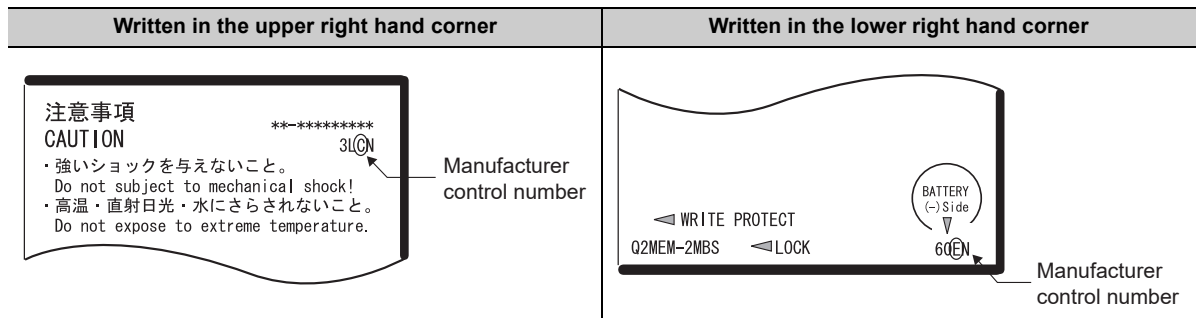 Written in the upper right hand corner
Written in the lower right hand corner
注意事項
CAUTION
**-*********
3LCN
・強いショックを与えないこと。
Do not subject to mechanical shock!
・高温・直射日光・水にさらされないこと。
Do not expose to extreme temperature.
Manufacturer
control number
BATTERY
(-)Side
WRITE PROTECT
Q2MEM-2MBS
LOCK
60EN
Manufacturer
control number